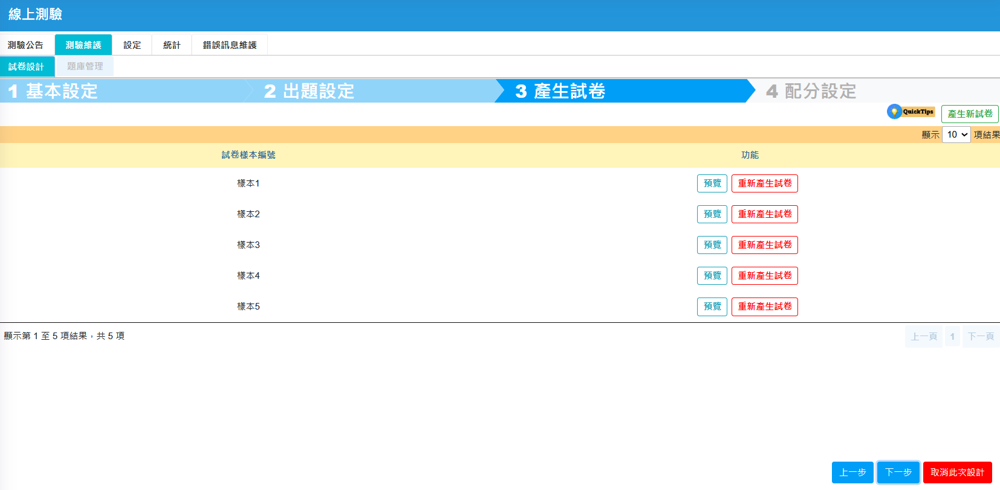 線上測驗
測驗公告 測驗維護 設定 統計 錯誤訊息維護
試卷設計 題庫管理
1 基本設定 2 出題設定 3 產生試卷 4 配分設定
QuickTips 產生新試卷
顯示 10 項結果
試卷樣本編號 功能
樣本1 預覽 重新產生試卷
樣本2 預覽 重新產生試卷
樣本3 預覽 重新產生試卷
樣本4 預覽 重新產生試卷
樣本5 預覽 重新產生試卷
顯示第 1 至 5 項結果，共 5 項 上一頁 1 下一頁
上一步 下一步 取消此次設計